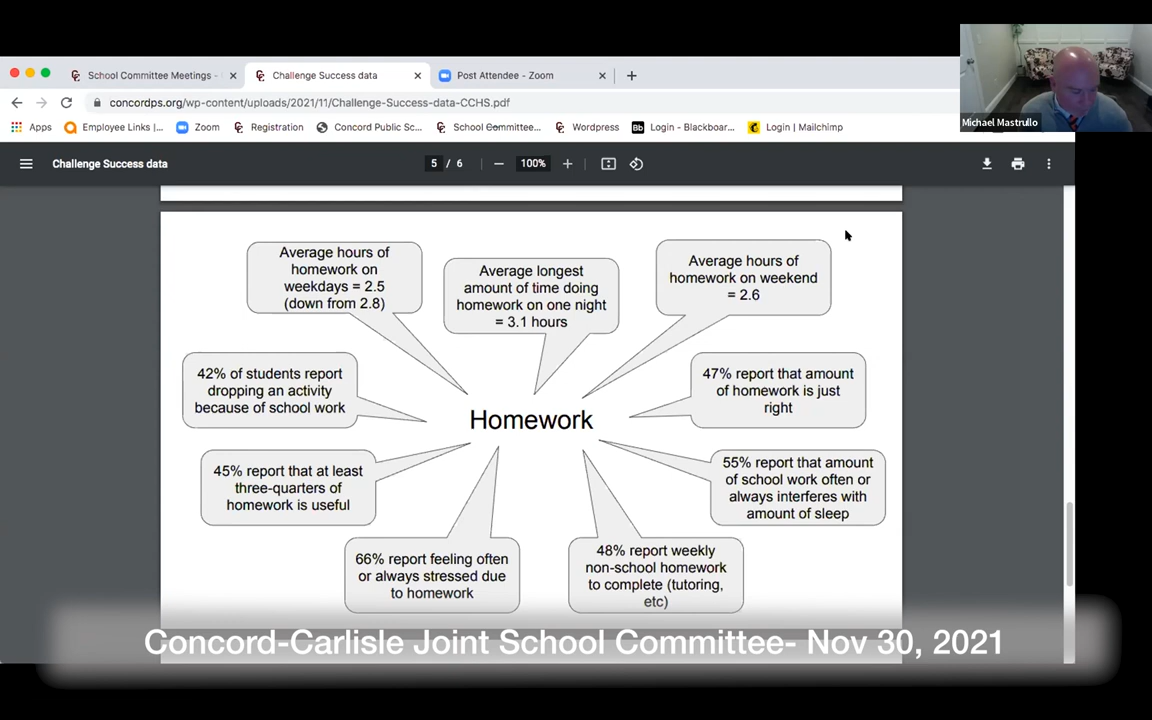 School Committee Meetings -
Challenge Success data
Post Attendee - Zoom
concordps.org/wp-content/uploads/2021/11/Challenge-Success-data-CCHS.pdf
Apps
Employee Links |...
Zoom
Registration
Concord Public Sc...
School Committee...
Wordpress
Bb
Login - Blackboar...
Login | Mailchimp
Michael Mastrullo
Challenge Success data
5 / 6
100%
Average hours of
homework on
weekdays = 2.5
(down from 2.8)
Average longest
amount of time doing
homework on one night
= 3.1 hours
Average hours of
homework on weekend
= 2.6
42% of students report
dropping an activity
because of school work
47% report that amount
of homework is just
right
Homework
45% report that at least
three-quarters of
homework is useful
55% report that amount
of school work often or
always interferes with
amount of sleep
66% report feeling often
or always stressed due
to homework
48% report weekly
non-school homework
to complete (tutoring,
etc)
Concord-Carlisle Joint School Committee- Nov 30, 2021